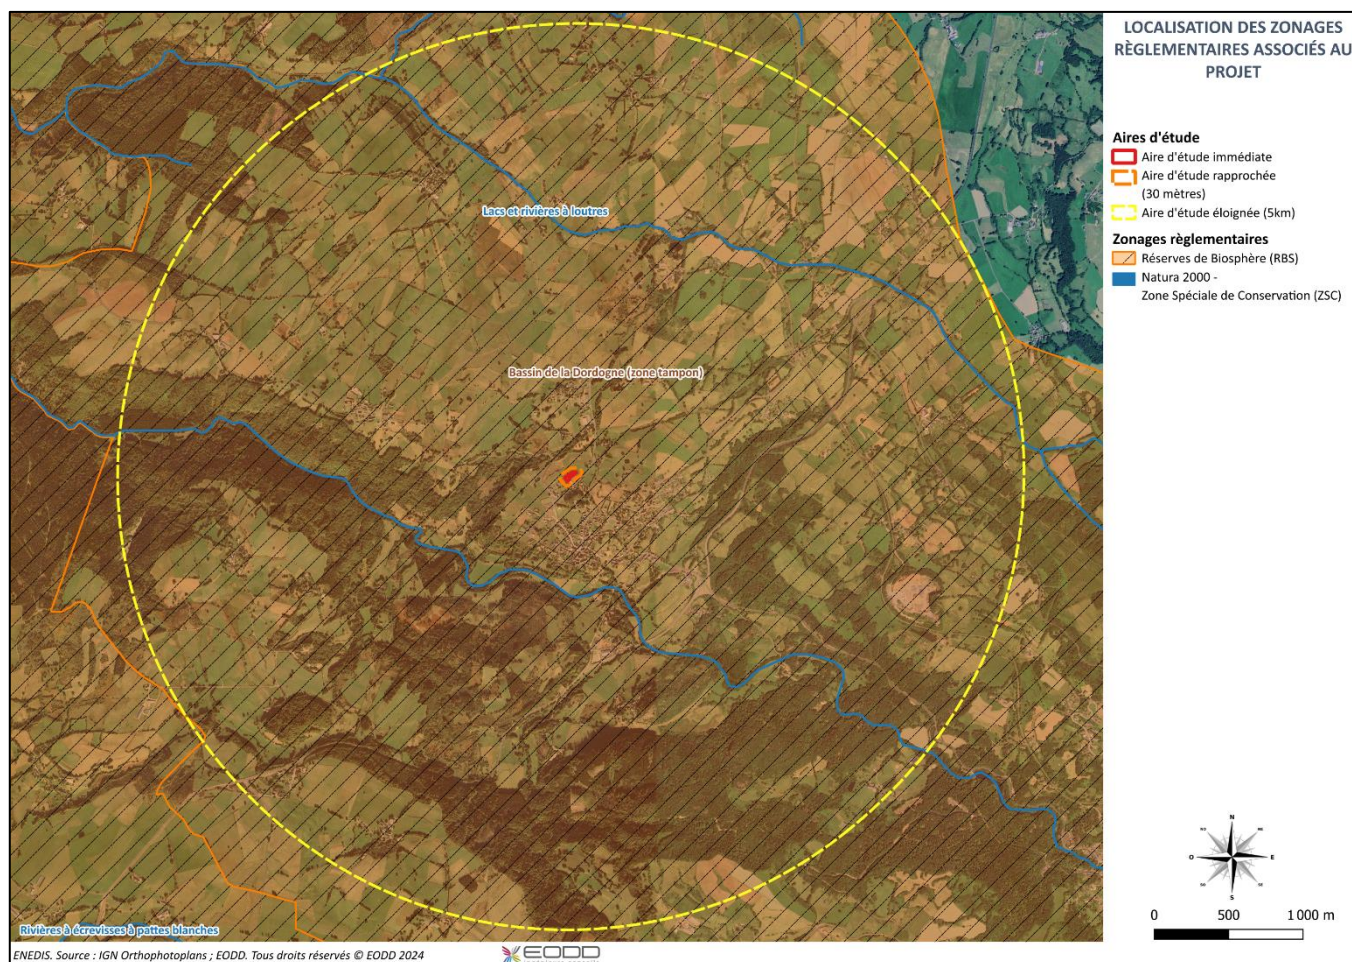 LOCALISATION DES ZONAGES
RÈGLEMENTAIRES ASSOCIÉS AU
PROJET
Aires d'étude
Aire d'étude immédiate
Aire d'étude rapprochée
(30 mètres)
Aire d'étude éloignée (5km)
Zonages règlementaires
Réserves de Biosphère (RBS)
Natura 2000 -
Zone Spéciale de Conservation (ZSC)
Lacs et rivières à loutres
Bassin de la Dordogne (zone tampon)
Rivières à écrevisses à pattes blanches
N
O
E
S
0 500 1 000 m
ENEDIS. Source : IGN Orthophotoplans ; EODD. Tous droits réservés © EODD 2024
EODD